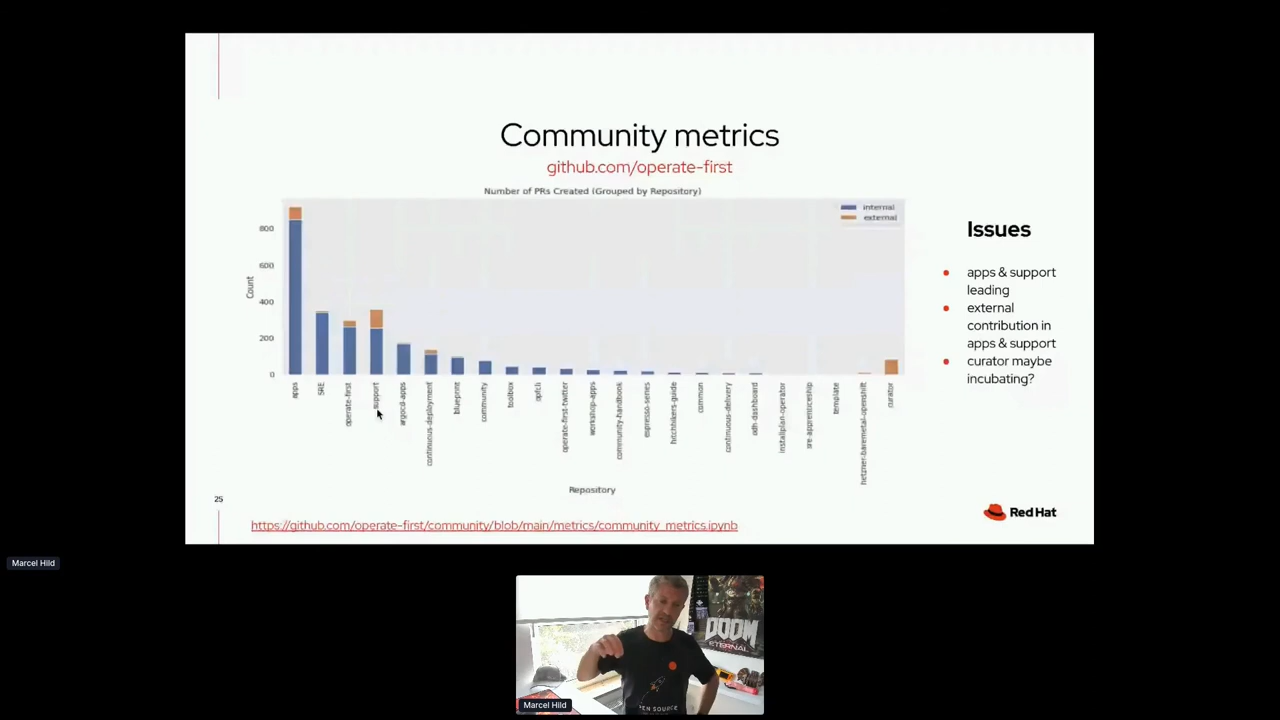 Community metrics
github.com/operate-first
Number of PRs Created (Grouped by Repository)
internal
external
Count
800
600
400
200
0
apps
SRE
operate-first
support
argocd-apps
continuous-deployment
blueprint
community
toolbox
opfcli
operate-first-twitter
workshop-apps
community-handbook
espresso-series
hitchhikers-guide
common
continuous-delivery
odh-dashboard
installplan-operator
sre-apprenticeship
template
hetzner-baremetal-openshift
curator
Repository
Issues
apps & support
leading
external
contribution in
apps & support
curator maybe
incubating?
25
https://github.com/operate-first/community/blob/main/metrics/community_metrics.ipynb
Red Hat
Marcel Hild
DOOM
ETERNAL
OPEN SOURCE
Marcel Hild